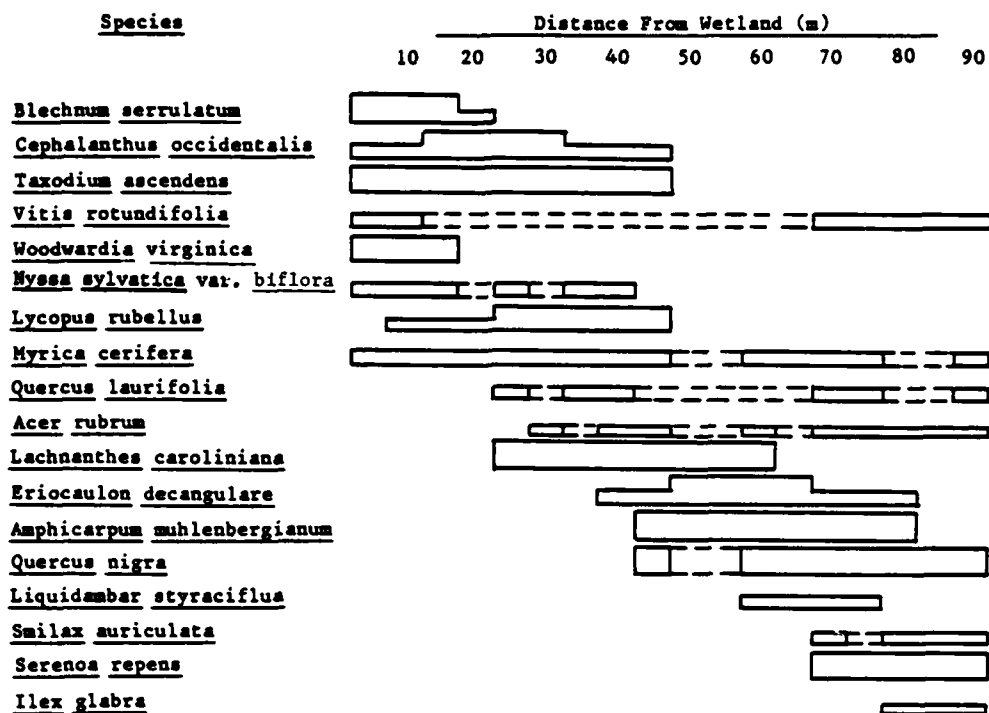 Species Distance From Wetland (m)
10 20 30 40 50 60 70 80 90
Blechnum serrulatum
Cephalanthus occidentalis
Taxodium ascendens
Vitis rotundifolia
Woodwardia virginica
Nyssa sylvatica var. biflora
Lycopus rubellus
Myrica cerifera
Quercus laurifolia
Acer rubrum
Lachnanthes caroliniana
Eriocaulon decangulare
Amphicarpum muhlenbergianum
Quercus nigra
Liquidambar styraciflua
Smilax auriculata
Serenoa repens
Ilex glabra